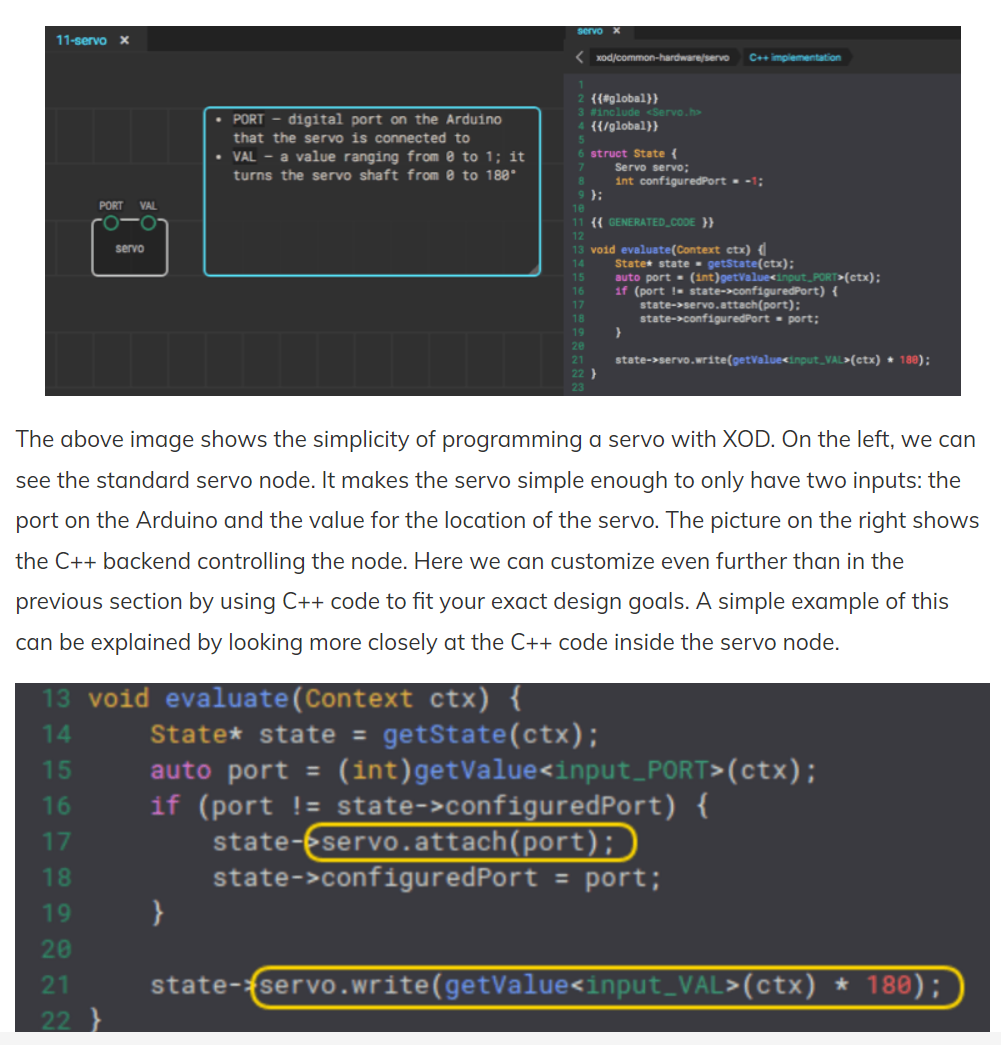 11-servo ×
• PORT – digital port on the Arduino
that the servo is connected to
• VAL – a value ranging from 0 to 1; it
turns the servo shaft from 0 to 180°
PORT VAL
servo
servo ×
xod/common-hardware/servo C++ implementation
1
2 {{#global}}
3 #include <Servo.h>
4 {{/global}}
5
6 struct State {
7 Servo servo;
8 int configuredPort = -1;
9 };
10
11 {{ GENERATED_CODE }}
12
13 void evaluate(Context ctx) {
14 State* state = getState(ctx);
15 auto port = (int)getValue<input_PORT>(ctx);
16 if (port != state->configuredPort) {
17 state->servo.attach(port);
18 state->configuredPort = port;
19 }
20
21 state->servo.write(getValue<input_VAL>(ctx) * 180);
22 }
23
The above image shows the simplicity of programming a servo with XOD. On the left, we can
see the standard servo node. It makes the servo simple enough to only have two inputs: the
port on the Arduino and the value for the location of the servo. The picture on the right shows
the C++ backend controlling the node. Here we can customize even further than in the
previous section by using C++ code to fit your exact design goals. A simple example of this
can be explained by looking more closely at the C++ code inside the servo node.
13 void evaluate(Context ctx) {
14 State* state = getState(ctx);
15 auto port = (int)getValue<input_PORT>(ctx);
16 if (port != state->configuredPort) {
17 state->servo.attach(port);
18 state->configuredPort = port;
19 }
20
21 state->servo.write(getValue<input_VAL>(ctx) * 180);
22 }